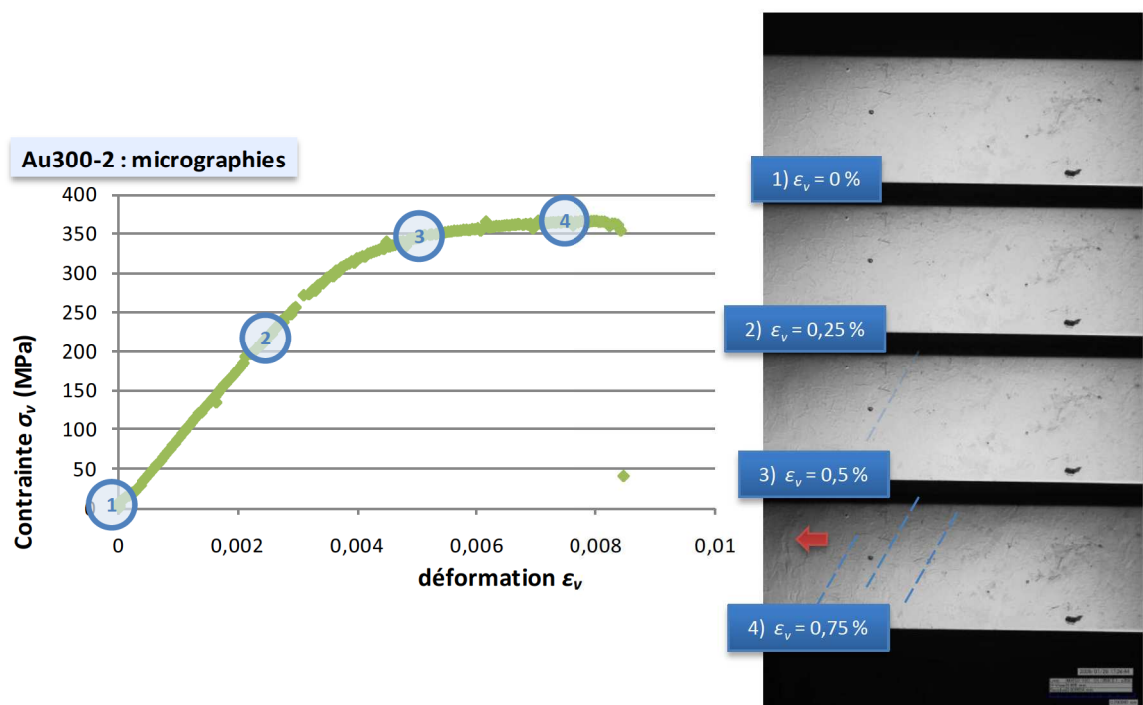 Au300-2 : micrographies
400
350
300
250
200
150
100
50
0
Contrainte σᵥ (MPa)
0
0,002
0,004
0,006
0,008
0,01
déformation εᵥ
1
2
3
4
1) εᵥ = 0 %
2) εᵥ = 0,25 %
3) εᵥ = 0,5 %
4) εᵥ = 0,75 %